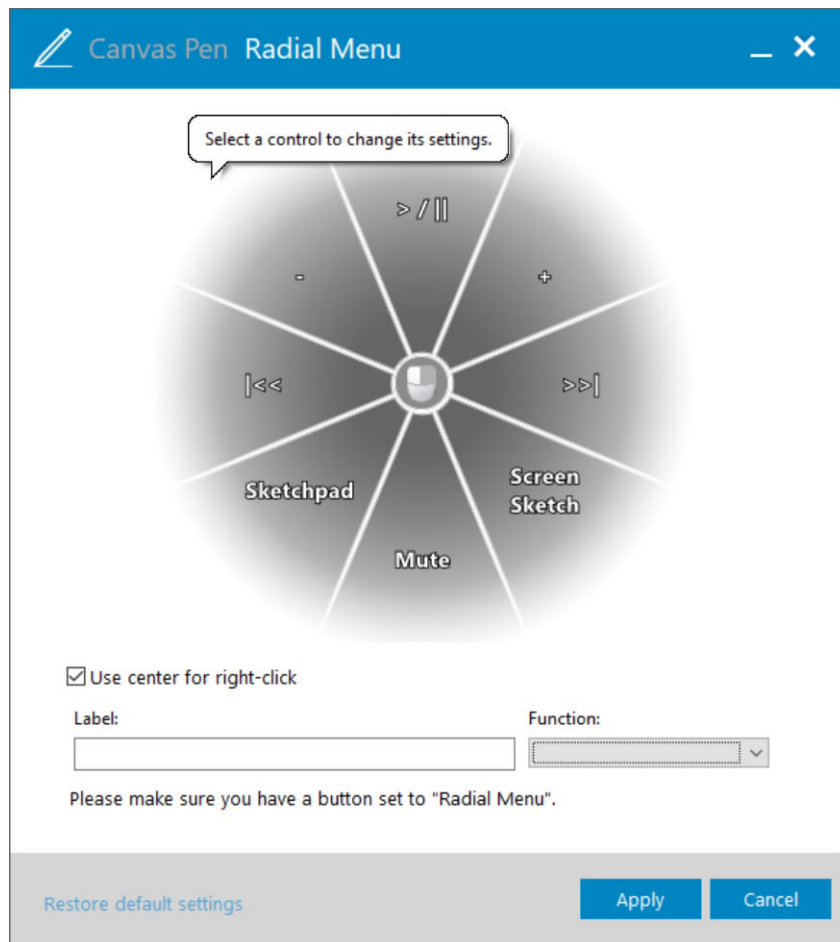 Canvas Pen Radial Menu
Select a control to change its settings.
> / ||
-
+
|<<
>>|
Sketchpad
Screen
Sketch
Mute
Use center for right-click
Label:
Function:
Please make sure you have a button set to "Radial Menu".
Restore default settings
Apply
Cancel